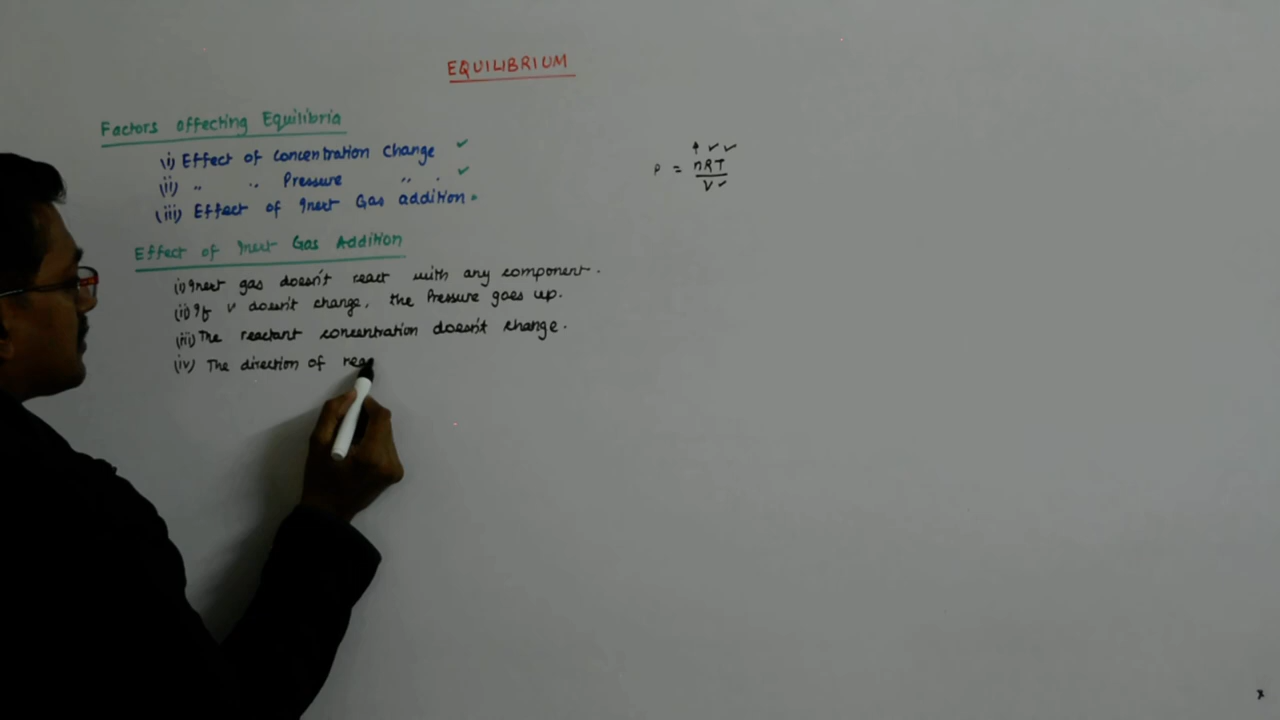 EQUILIBRIUM
Factors affecting Equilibria
(i) Effect of concentration change ✓
(ii) " " Pressure " . ✓
(iii) Effect of Inert Gas addition.
P = nRT / V
↑ ✓ ✓ ✓
Effect of Inert Gas Addition
(i) Inert gas doesn't react with any component.
(ii) If V doesn't change, the Pressure goes up.
(iii) The reactant concentration doesn't change.
(iv) The direction of reac